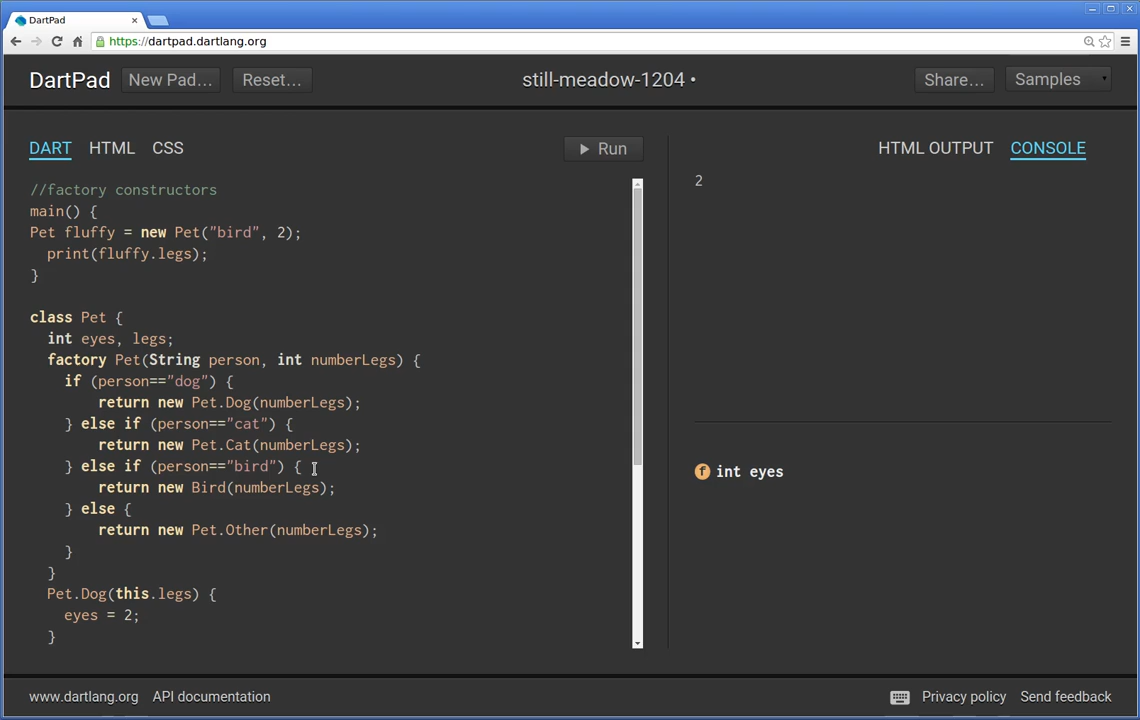 DartPad
https://dartpad.dartlang.org
DartPad New Pad... Reset... still-meadow-1204 • Share... Samples
DART HTML CSS Run HTML OUTPUT CONSOLE
//factory constructors
main() {
Pet fluffy = new Pet("bird", 2);
  print(fluffy.legs);
}
class Pet {
  int eyes, legs;
  factory Pet(String person, int numberLegs) {
    if (person=="dog") {
        return new Pet.Dog(numberLegs);
    } else if (person=="cat") {
        return new Pet.Cat(numberLegs);
    } else if (person=="bird") {
        return new Bird(numberLegs);
    } else {
        return new Pet.Other(numberLegs);
    }
  }
  Pet.Dog(this.legs) {
    eyes = 2;
  }
2
f int eyes
www.dartlang.org API documentation Privacy policy Send feedback